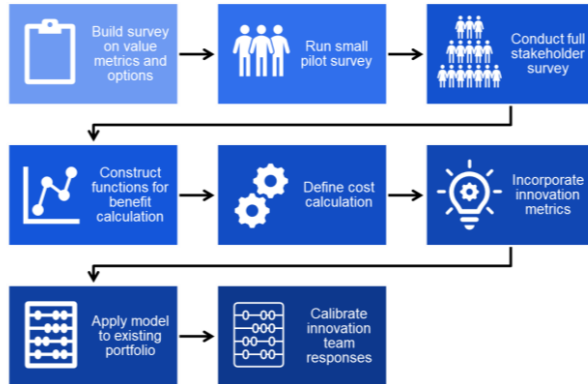 Build survey
on value
metrics and
options
Run small
pilot survey
Conduct full
stakeholder
survey
Construct
functions for
benefit
calculation
Define cost
calculation
Incorporate
innovation
metrics
Apply model
to existing
portfolio
Calibrate
innovation
team
responses